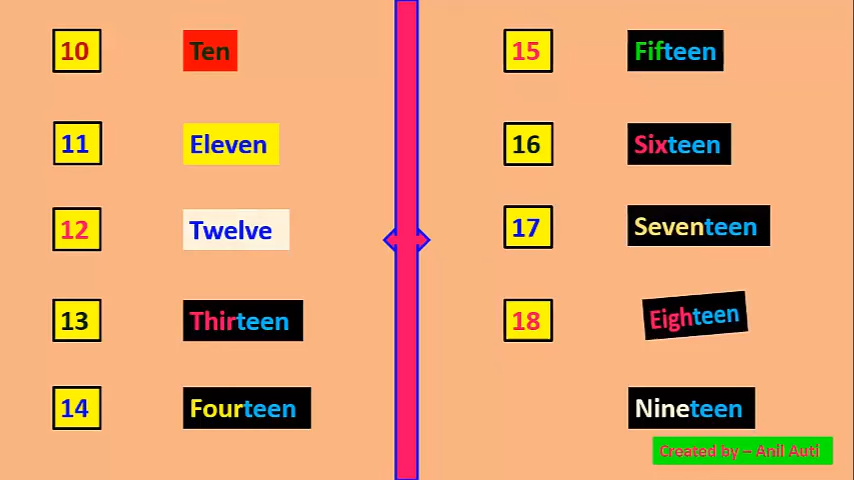 10 Ten
11 Eleven
12 Twelve
13 Thirteen
14 Fourteen
15 Fifteen
16 Sixteen
17 Seventeen
18 Eighteen
Nineteen
Created by – Anil Auti